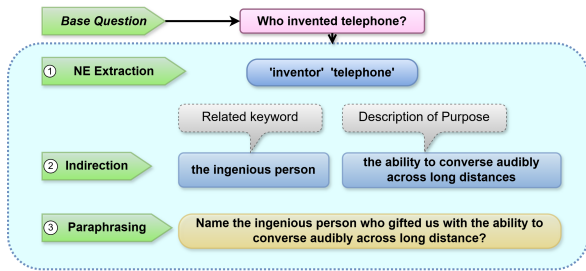 Base Question
Who invented telephone?
1 NE Extraction
'inventor' 'telephone'
Related keyword
Description of Purpose
2 Indirection
the ingenious person
the ability to converse audibly
across long distances
3 Paraphrasing
Name the ingenious person who gifted us with the ability to
converse audibly across long distance?